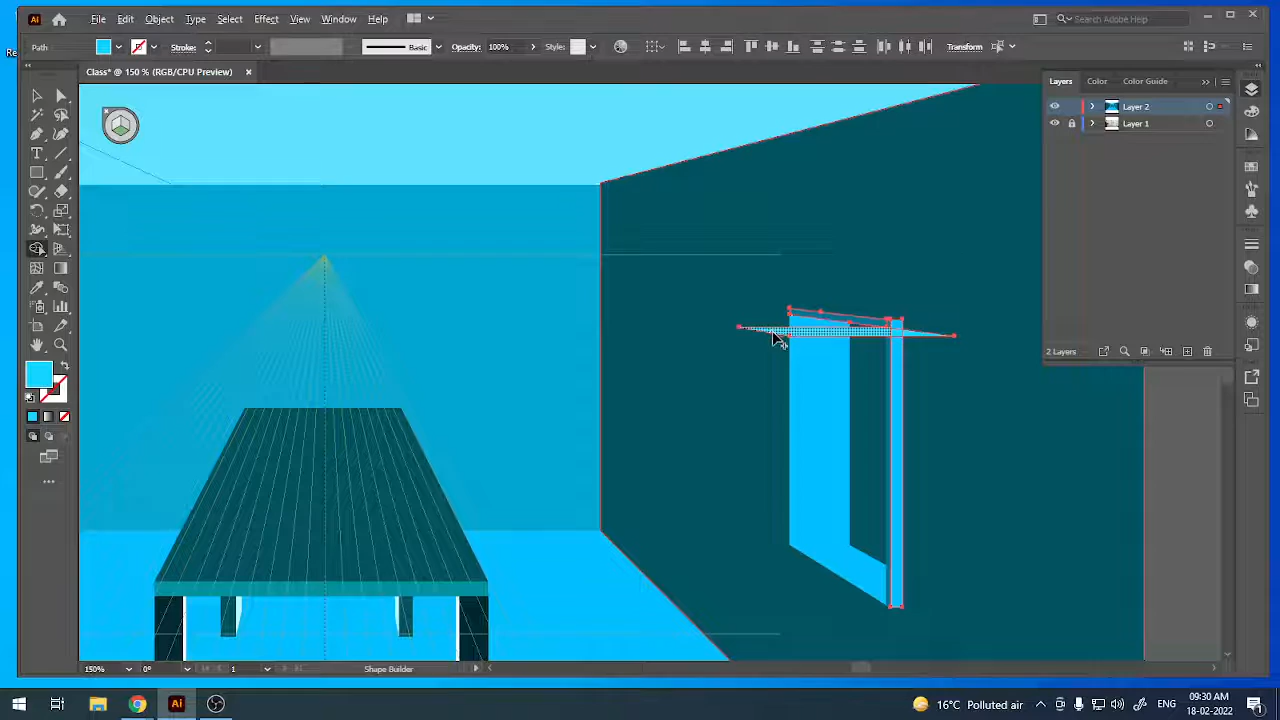 Ai File Edit Object Type Select Effect View Window Help Search Adobe Help
Path Stroke: Basic Opacity: 100% Style: Transform
Class* @ 150 % (RGB/CPU Preview)
Layers Color Color Guide
Layer 2
Layer 1
2 Layers
150% 0° 1 Shape Builder
Ai 16°C Polluted air ENG 09:30 AM
18-02-2022